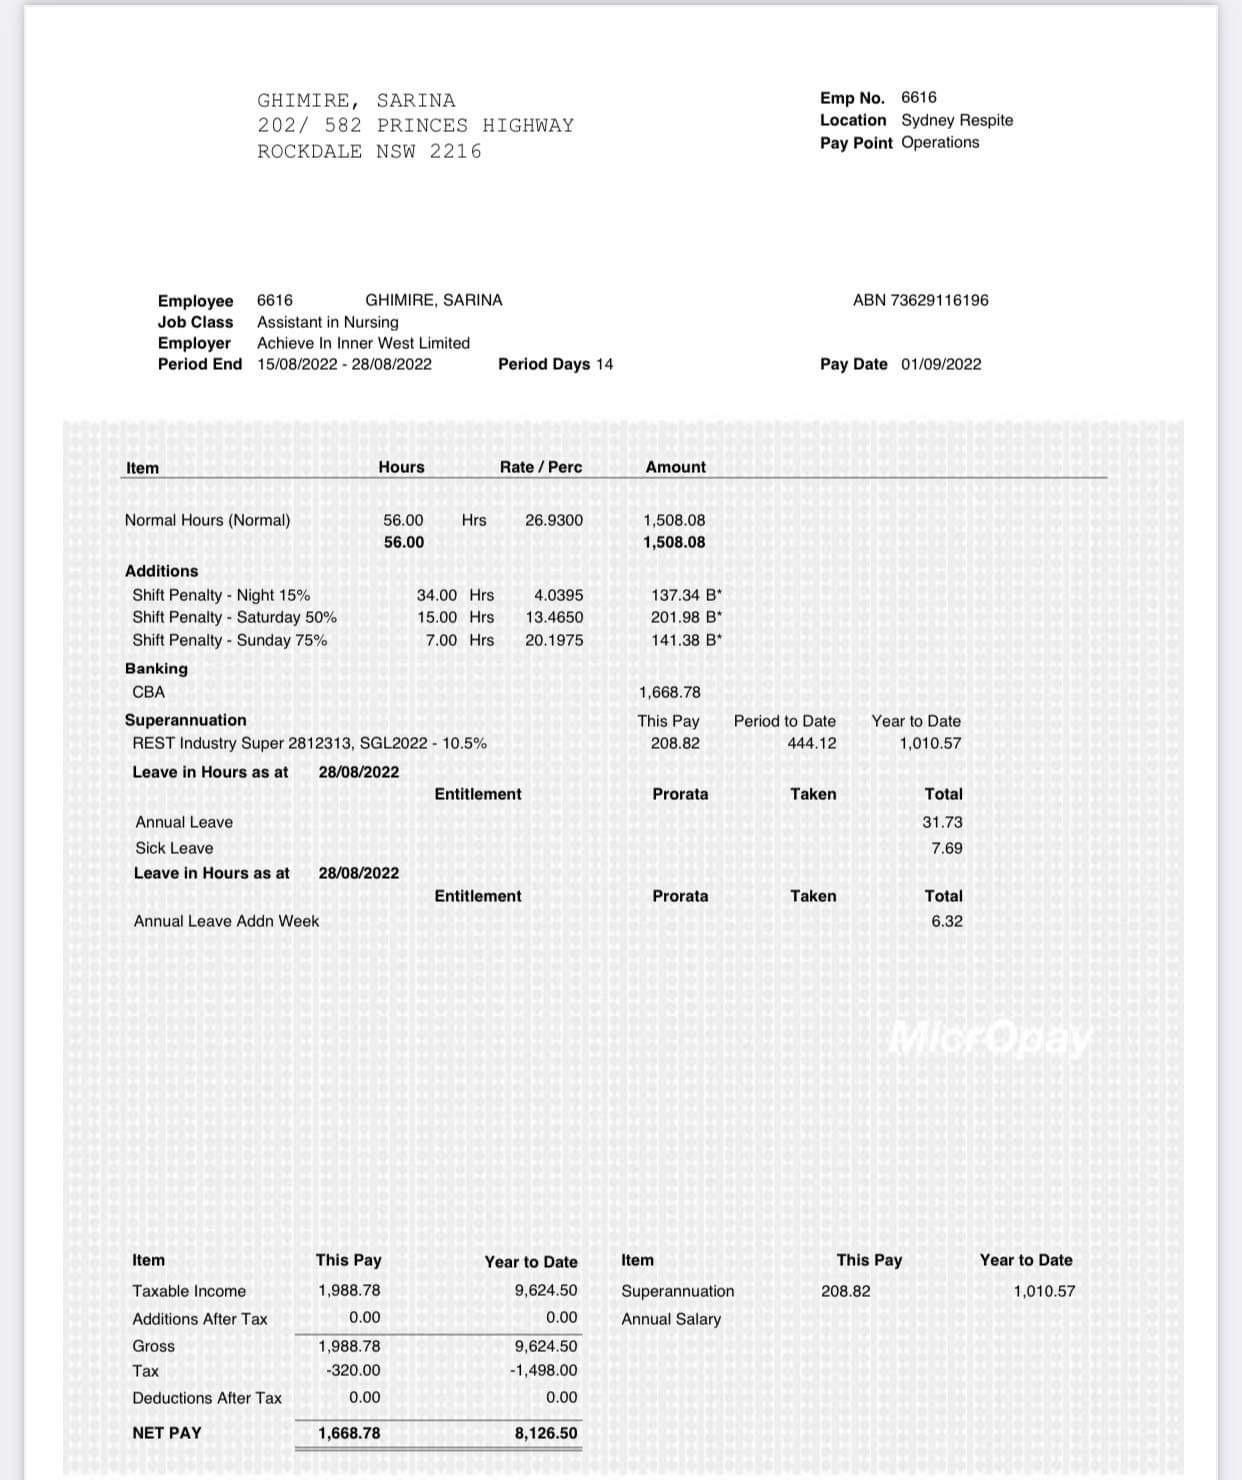 GHIMIRE, SARINA
202/ 582 PRINCES HIGHWAY
ROCKDALE NSW 2216
Emp No. 6616
Location Sydney Respite
Pay Point Operations
Employee 6616 GHIMIRE, SARINA ABN 73629116196
Job Class Assistant in Nursing
Employer Achieve In Inner West Limited
Period End 15/08/2022 - 28/08/2022 Period Days 14 Pay Date 01/09/2022
Item Hours Rate / Perc Amount
Normal Hours (Normal) 56.00 Hrs 26.9300 1,508.08
56.00 1,508.08
Additions
Shift Penalty - Night 15% 34.00 Hrs 4.0395 137.34 B*
Shift Penalty - Saturday 50% 15.00 Hrs 13.4650 201.98 B*
Shift Penalty - Sunday 75% 7.00 Hrs 20.1975 141.38 B*
Banking
CBA 1,668.78
Superannuation This Pay Period to Date Year to Date
REST Industry Super 2812313, SGL2022 - 10.5% 208.82 444.12 1,010.57
Leave in Hours as at 28/08/2022
Entitlement Prorata Taken Total
Annual Leave 31.73
Sick Leave 7.69
Leave in Hours as at 28/08/2022
Entitlement Prorata Taken Total
Annual Leave Addn Week 6.32
MicrOpay
Item This Pay Year to Date Item This Pay Year to Date
Taxable Income 1,988.78 9,624.50 Superannuation 208.82 1,010.57
Additions After Tax 0.00 0.00 Annual Salary
Gross 1,988.78 9,624.50
Tax -320.00 -1,498.00
Deductions After Tax 0.00 0.00
NET PAY 1,668.78 8,126.50